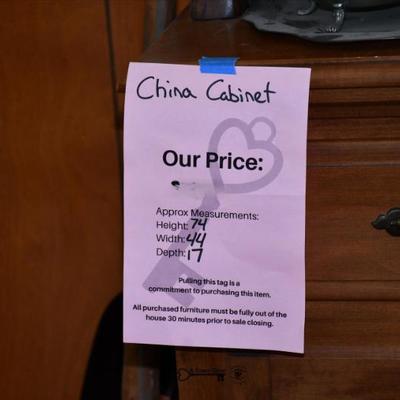 China Cabinet
Our Price:
Approx Measurements:
Height: 74
Width: 44
Depth: 17
Pulling this tag is a
commitment to purchasing this item.
All purchased furniture must be fully out of the
house 30 minutes prior to sale closing.